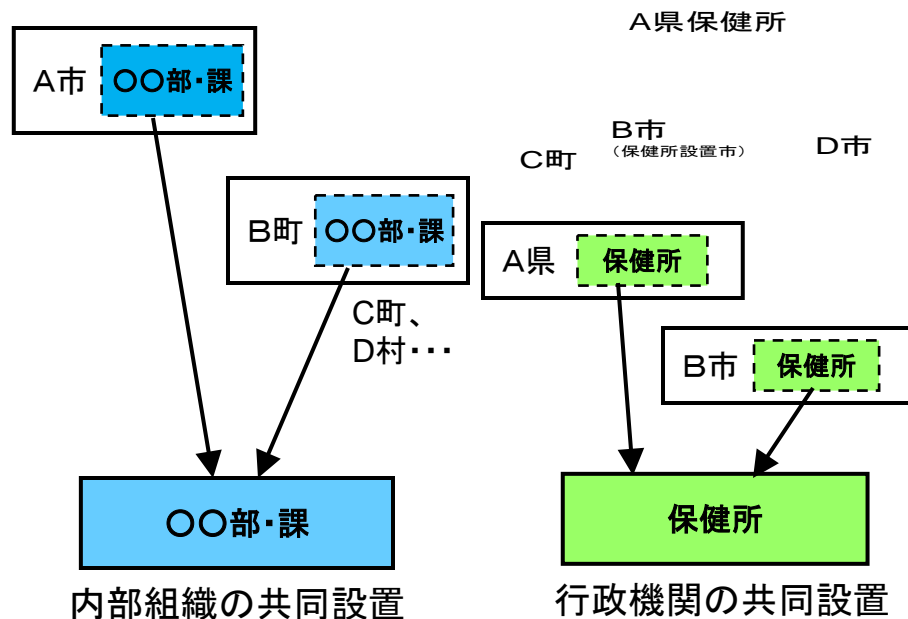 A市
〇〇部・課
B町
〇〇部・課
C町、
D村・・・
〇〇部・課
内部組織の共同設置
A県保健所
B市
（保健所設置市）
C町
D市
A県
保健所
B市
保健所
保健所
行政機関の共同設置